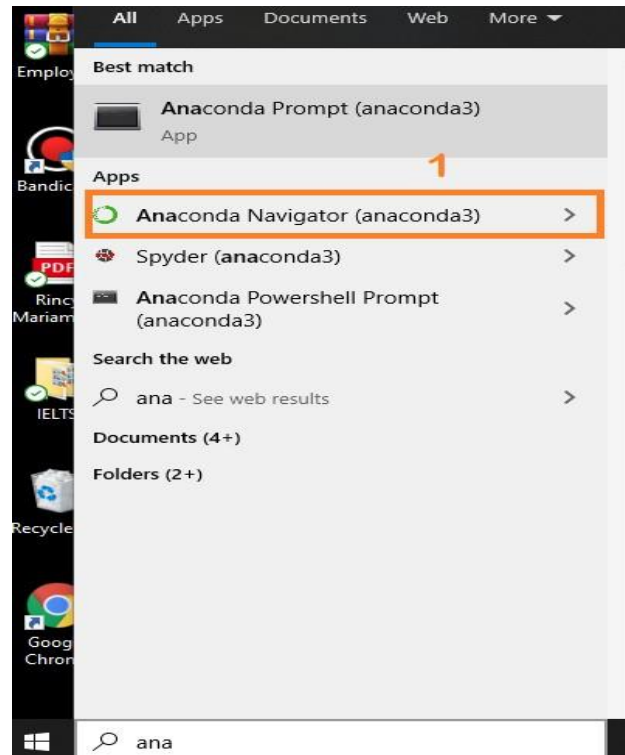 All Apps Documents Web More
Employ
Best match
Anaconda Prompt (anaconda3)
App
Bandic
Apps
1
Anaconda Navigator (anaconda3)
PDF
Spyder (anaconda3)
Rincy
Mariam
Anaconda Powershell Prompt
(anaconda3)
Search the web
IELTS
ana - See web results
Documents (4+)
Folders (2+)
Recycle
Goog
Chron
ana